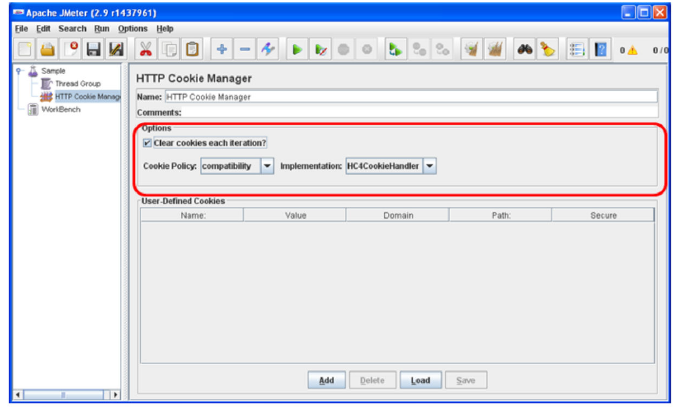 Apache JMeter (2.9 r1437961)
File Edit Search Run Options Help
0 0/0
Sample
Thread Group
HTTP Cookie Manag
WorkBench
HTTP Cookie Manager
Name: HTTP Cookie Manager
Comments:
Options
Clear cookies each iteration?
Cookie Policy: compatibility Implementation: HC4CookieHandler
User-Defined Cookies
Name: Value Domain Path: Secure
Add Delete Load Save